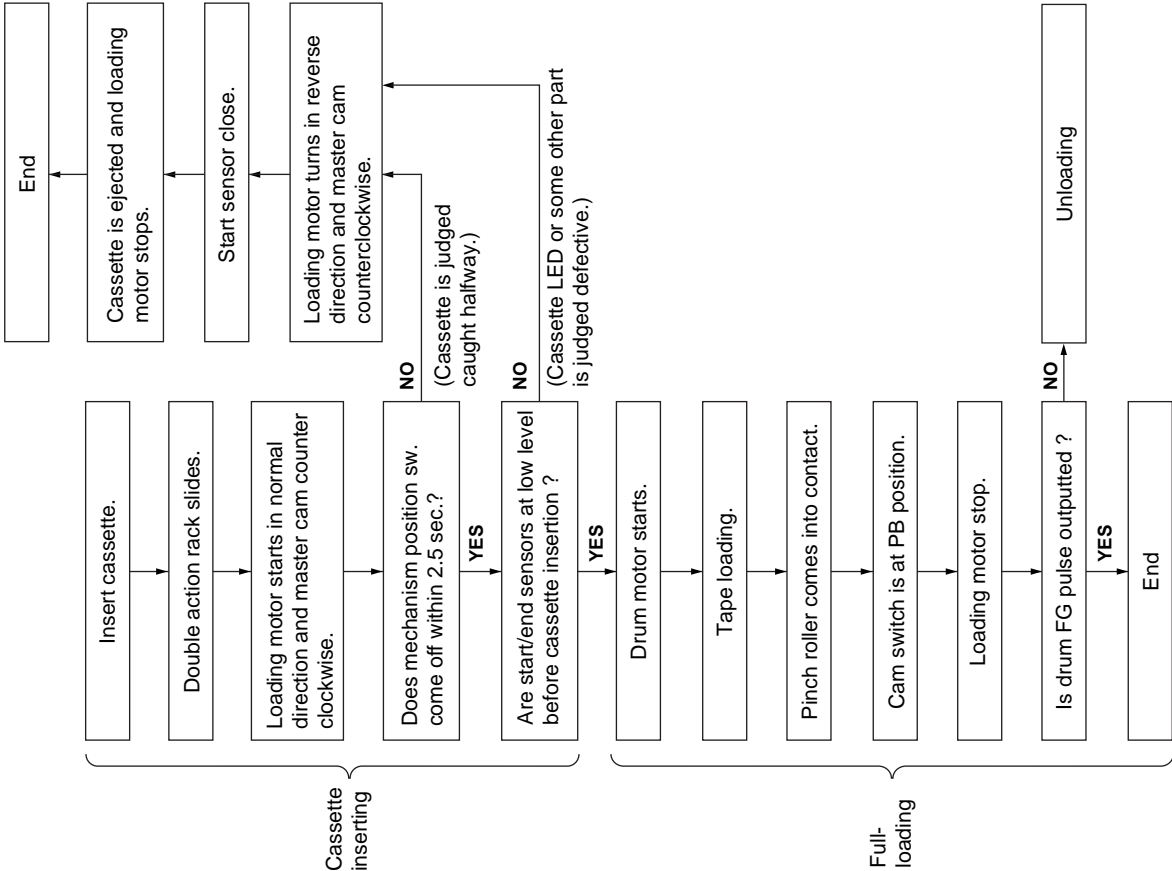 Cassette
inserting
Insert cassette.
Double action rack slides.
Loading motor starts in normal
direction and master cam counter
clockwise.
Does mechanism position sw.
come off within 2.5 sec.?
NO
(Cassette is judged
caught halfway.)
YES
Are start/end sensors at low level
before cassette insertion ?
NO
(Cassette LED or some other part
is judged defective.)
YES
End
Cassette is ejected and loading
motor stops.
Start sensor close.
Loading motor turns in reverse
direction and master cam
counterclockwise.
Full-
loading
Drum motor starts.
Tape loading.
Pinch roller comes into contact.
Cam switch is at PB position.
Loading motor stop.
Is drum FG pulse outputted ?
NO
Unloading
YES
End